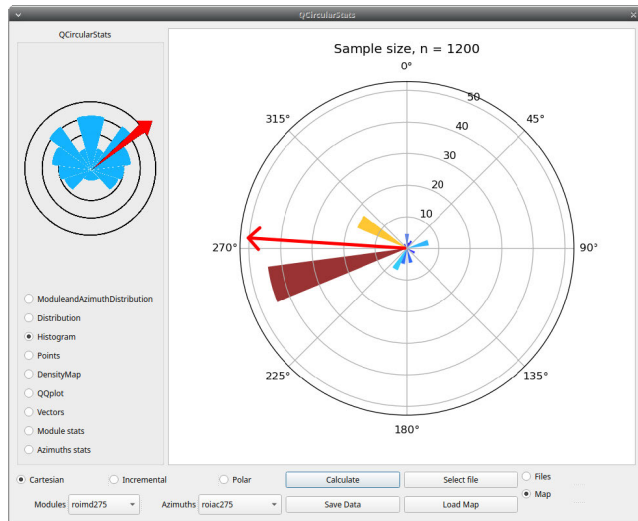 QCircularStats
QCircularStats
Sample size, n = 1200
0°
50
315°
45°
40
30
20
10
270°
90°
225°
135°
180°
ModuleandAzimuthDistribution
Distribution
Histogram
Points
DensityMap
QQplot
Vectors
Module stats
Azimuths stats
Cartesian Incremental Polar Calculate Select file Files
Map
Modules roimd275 Azimuths roiac275 Save Data Load Map